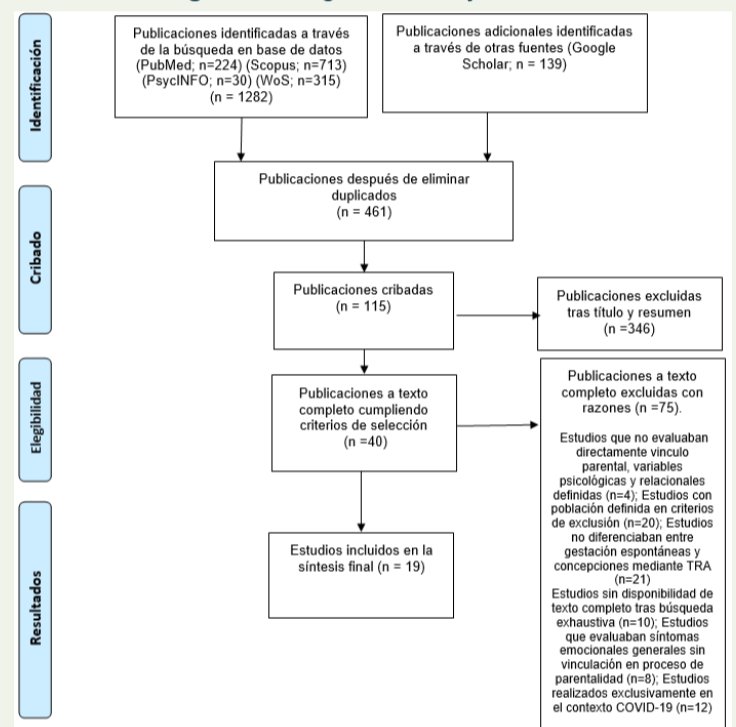 Identificación
Publicaciones identificadas a través
de la búsqueda en base de datos
(PubMed; n=224) (Scopus; n=713)
(PsycINFO; n=30) (WoS; n=315)
(n = 1282)
Publicaciones adicionales identificadas
a través de otras fuentes (Google
Scholar; n = 139)
Cribado
Publicaciones después de eliminar
duplicados
(n = 461)
Publicaciones cribadas
(n = 115)
Publicaciones excluidas
tras título y resumen
(n =346)
Elegibilidad
Publicaciones a texto
completo cumpliendo
criterios de selección
(n =40)
Publicaciones a texto
completo excluidas con
razones (n =75).
Estudios que no evaluaban
directamente vinculo
parental, variables
psicológicas y relacionales
definidas (n=4); Estudios con
población definida en criterios
de exclusión (n=20); Estudios
no diferenciaban entre
gestación espontáneas y
concepciones mediante TRA
(n=21)
Estudios sin disponibilidad de
texto completo tras búsqueda
exhaustiva (n=10); Estudios
que evaluaban síntomas
emocionales generales sin
vinculación en proceso de
parentalidad (n=8); Estudios
realizados exclusivamente en
el contexto COVID-19 (n=12)
Resultados
Estudios incluidos en la
síntesis final (n = 19)